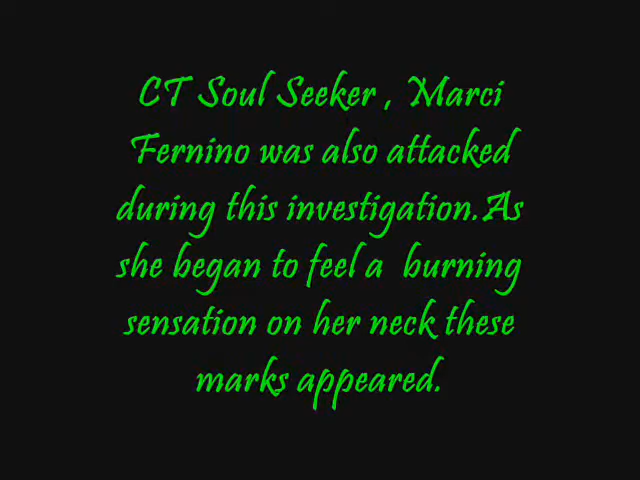 CT Soul Seeker , Marci
Fernino was also attacked
during this investigation.As
she began to feel a burning
sensation on her neck these
marks appeared.